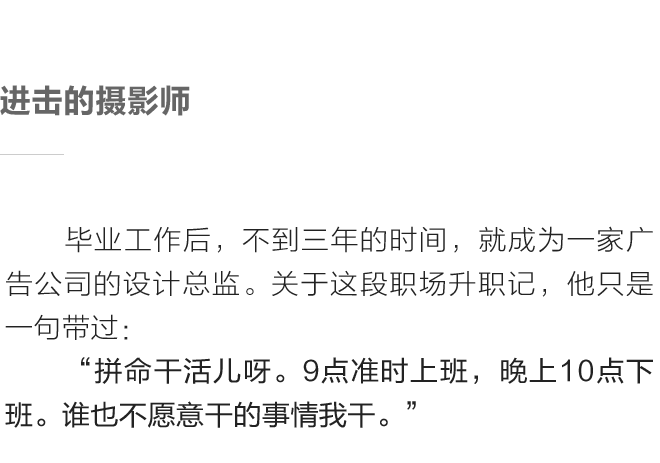 进击的摄影师
毕业工作后，不到三年的时间，就成为一家广
告公司的设计总监。关于这段职场升职记，他只是
一句带过：
“拼命干活儿呀。9点准时上班，晚上10点下
班。谁也不愿意干的事情我干。”